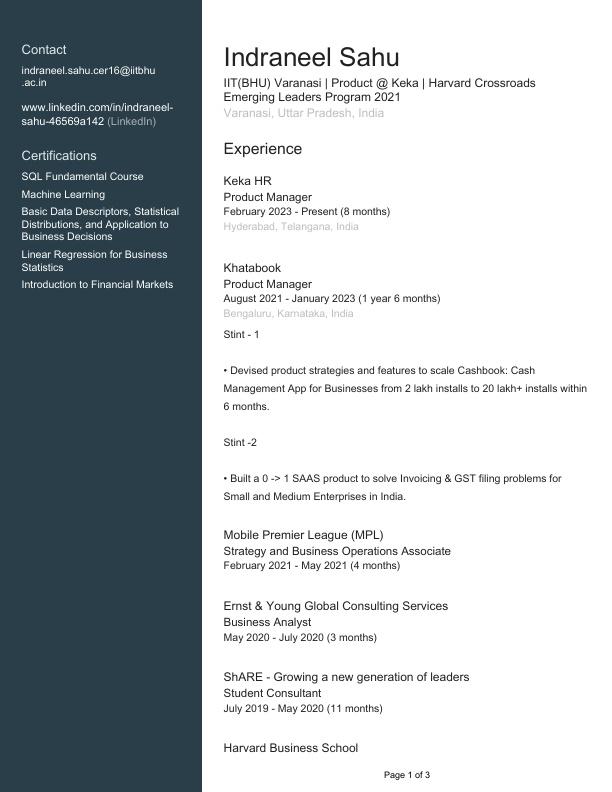 Contact
indraneel.sahu.cer16@iitbhu
.ac.in
www.linkedin.com/in/indraneel-
sahu-46569a142 (LinkedIn)
Certifications
SQL Fundamental Course
Machine Learning
Basic Data Descriptors, Statistical
Distributions, and Application to
Business Decisions
Linear Regression for Business
Statistics
Introduction to Financial Markets
Indraneel Sahu
IIT(BHU) Varanasi | Product @ Keka | Harvard Crossroads
Emerging Leaders Program 2021
Varanasi, Uttar Pradesh, India
Experience
Keka HR
Product Manager
February 2023 - Present (8 months)
Hyderabad, Telangana, India
Khatabook
Product Manager
August 2021 - January 2023 (1 year 6 months)
Bengaluru, Karnataka, India
Stint - 1
• Devised product strategies and features to scale Cashbook: Cash
Management App for Businesses from 2 lakh installs to 20 lakh+ installs within
6 months.
Stint -2
• Built a 0 -> 1 SAAS product to solve Invoicing & GST filing problems for
Small and Medium Enterprises in India.
Mobile Premier League (MPL)
Strategy and Business Operations Associate
February 2021 - May 2021 (4 months)
Ernst & Young Global Consulting Services
Business Analyst
May 2020 - July 2020 (3 months)
ShARE - Growing a new generation of leaders
Student Consultant
July 2019 - May 2020 (11 months)
Harvard Business School
Page 1 of 3